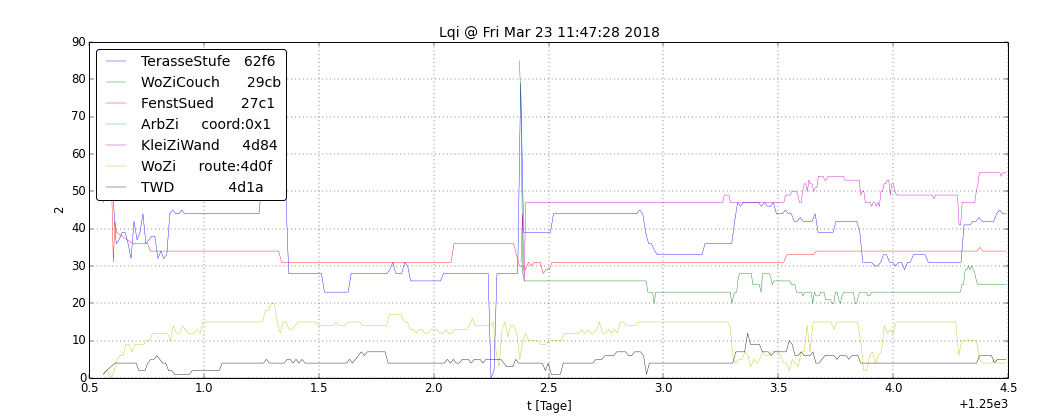 Lqi @ Fri Mar 23 11:47:28 2018
90
80
70
60
50
40
30
20
10
0
2
TerasseStufe 62f6
WoZiCouch 29cb
FenstSued 27c1
ArbZi coord:0x1
KleiZiWand 4d84
WoZi route:4d0f
TWD 4d1a
0.5 1.0 1.5 2.0 2.5 3.0 3.5 4.0 4.5
+1.25e3
t [Tage]